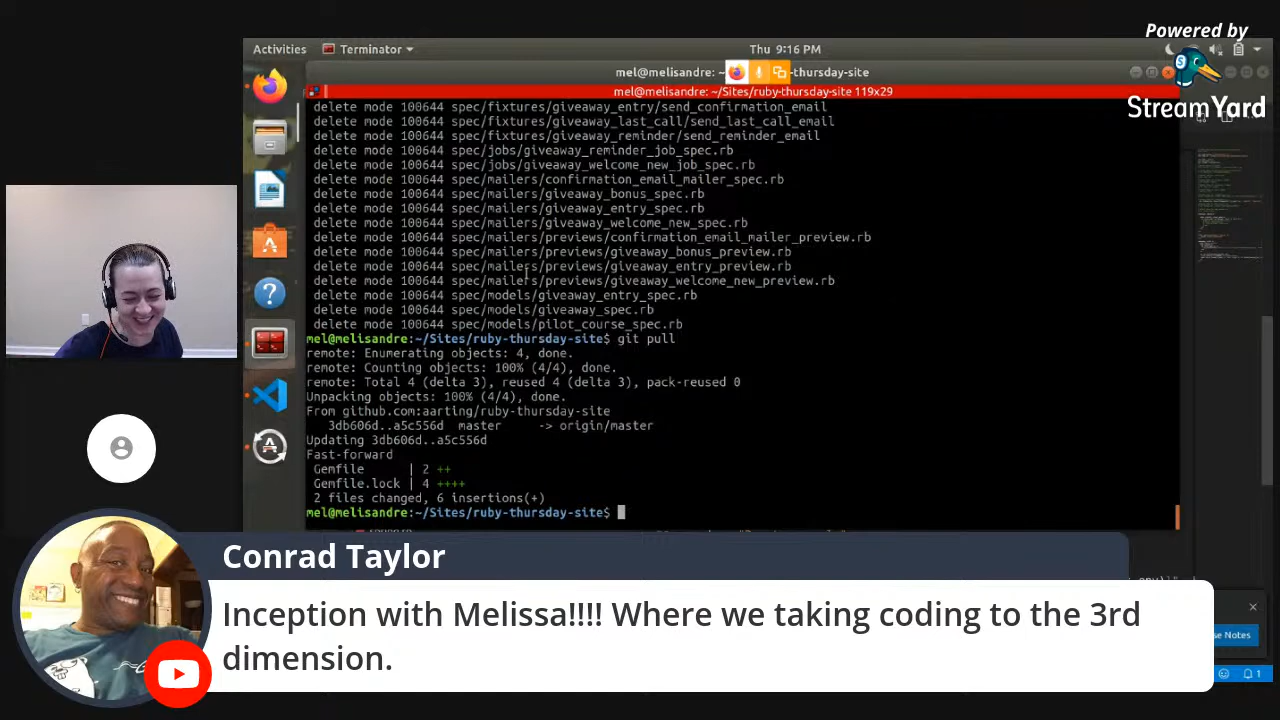 Powered by
StreamYard
Activities
Terminator
Thu 9:16 PM
mel@melisandre: ~
-thursday-site
mel@melisandre: ~/Sites/ruby-thursday-site 119x29
delete mode 100644 spec/fixtures/giveaway_entry/send_confirmation_email
delete mode 100644 spec/fixtures/giveaway_last_call/send_last_call_email
delete mode 100644 spec/fixtures/giveaway_reminder/send_reminder_email
delete mode 100644 spec/jobs/giveaway_reminder_job_spec.rb
delete mode 100644 spec/jobs/giveaway_welcome_new_job_spec.rb
delete mode 100644 spec/mailers/confirmation_email_mailer_spec.rb
delete mode 100644 spec/mailers/giveaway_bonus_spec.rb
delete mode 100644 spec/mailers/giveaway_entry_spec.rb
delete mode 100644 spec/mailers/giveaway_welcome_new_spec.rb
delete mode 100644 spec/mailers/previews/confirmation_email_mailer_preview.rb
delete mode 100644 spec/mailers/previews/giveaway_bonus_preview.rb
delete mode 100644 spec/mailers/previews/giveaway_entry_preview.rb
delete mode 100644 spec/mailers/previews/giveaway_welcome_new_preview.rb
delete mode 100644 spec/models/giveaway_entry_spec.rb
delete mode 100644 spec/models/giveaway_spec.rb
delete mode 100644 spec/models/pilot_course_spec.rb
mel@melisandre:~/Sites/ruby-thursday-site$ git pull
remote: Enumerating objects: 4, done.
remote: Counting objects: 100% (4/4), done.
remote: Total 4 (delta 3), reused 4 (delta 3), pack-reused 0
Unpacking objects: 100% (4/4), done.
From github.com:aarting/ruby-thursday-site
3db606d..a5c556d master -> origin/master
Updating 3db606d..a5c556d
Fast-forward
Gemfile | 2 ++
Gemfile.lock | 4 ++++
2 files changed, 6 insertions(+)
mel@melisandre:~/Sites/ruby-thursday-site$
Conrad Taylor
Inception with Melissa!!!! Where we taking coding to the 3rd
dimension.
Notes
1